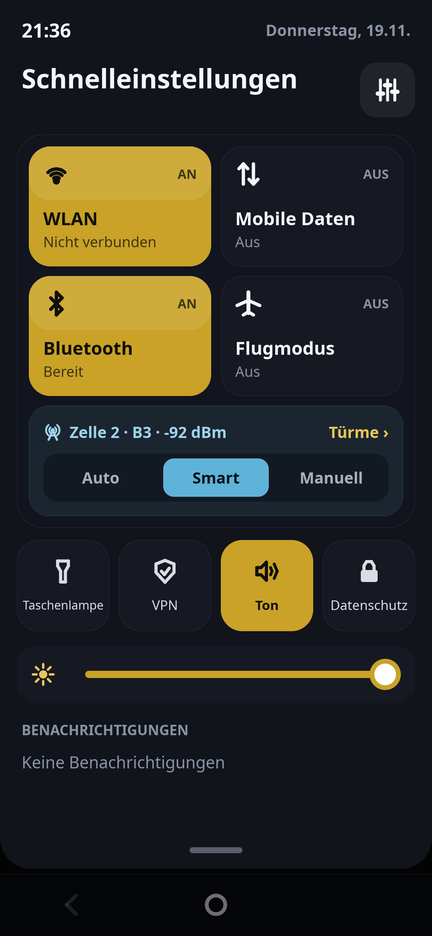 21:36
Donnerstag, 19.11.
Schnelleinstellungen
AN
WLAN
Nicht verbunden
AUS
Mobile Daten
Aus
AN
Bluetooth
Bereit
AUS
Flugmodus
Aus
Zelle 2 · B3 · -92 dBm
Türme ›
Auto
Smart
Manuell
Taschenlampe
VPN
Ton
Datenschutz
BENACHRICHTIGUNGEN
Keine Benachrichtigungen